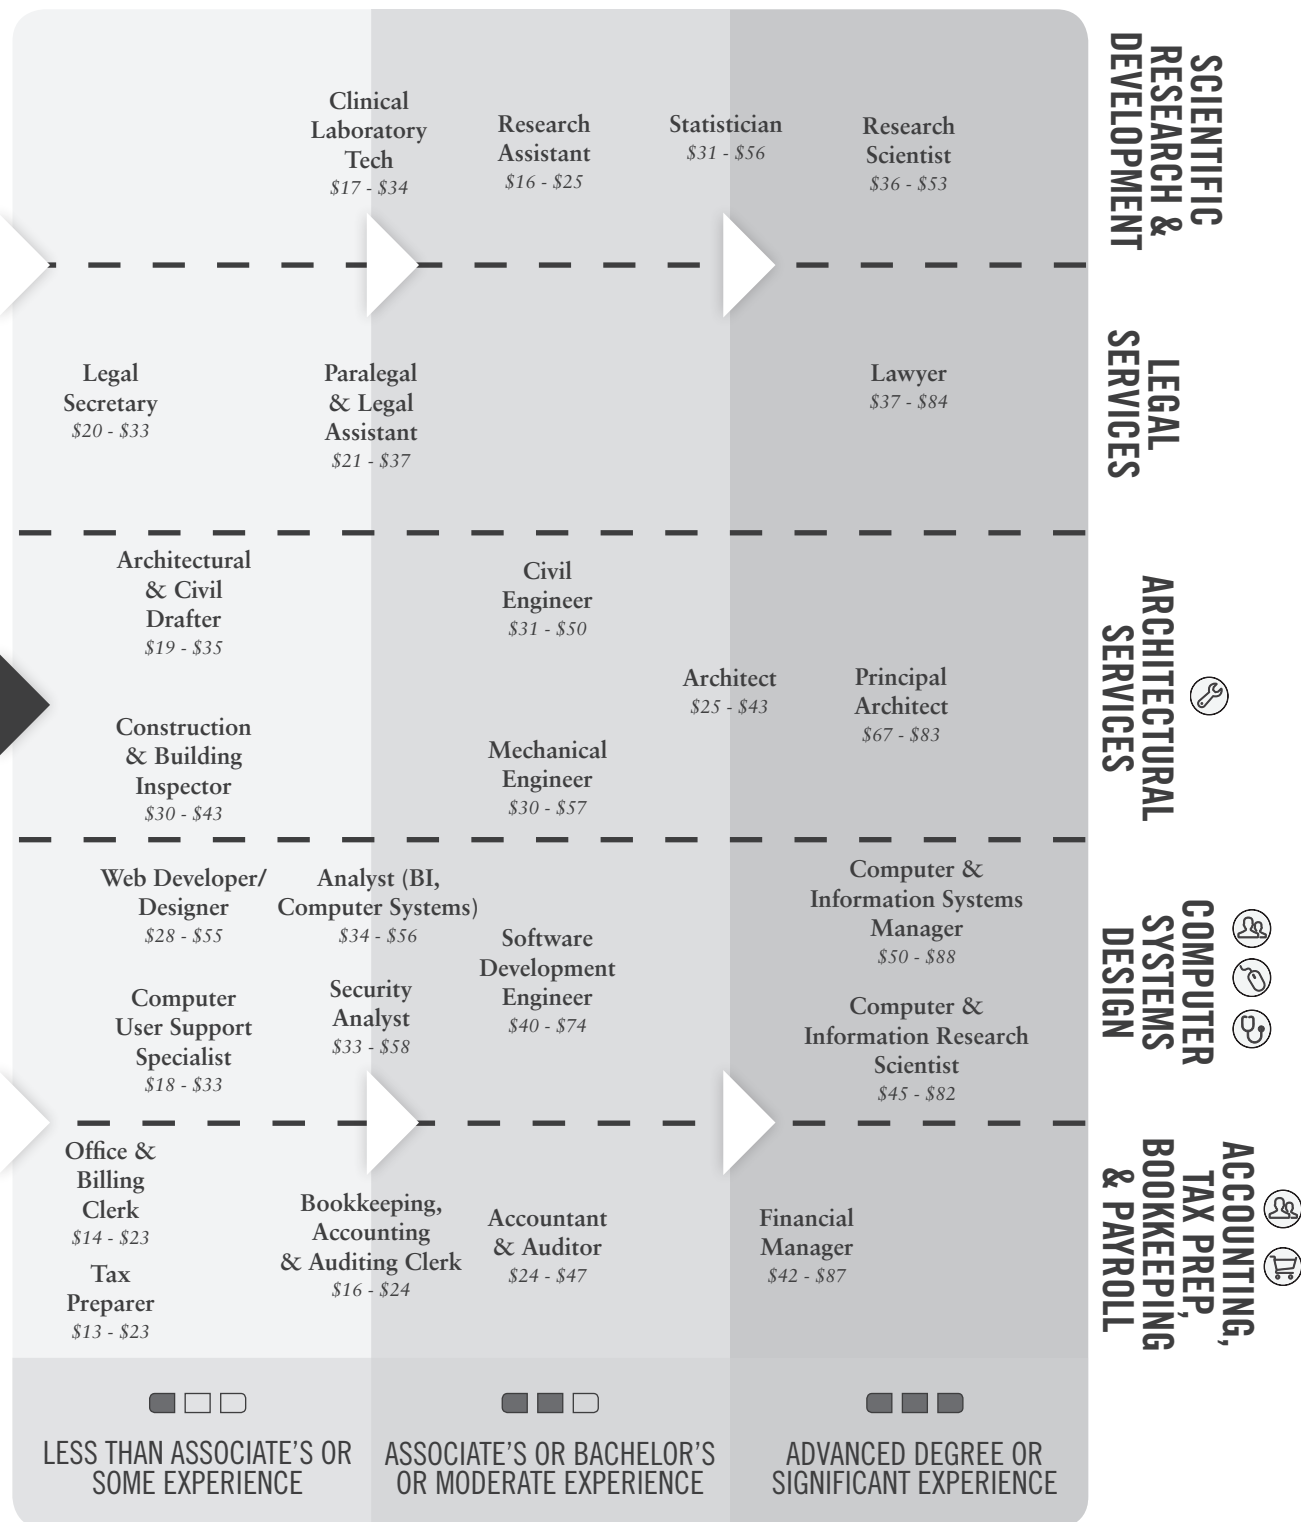 SCIENTIFIC
RESEARCH &
DEVELOPMENT
Clinical
Laboratory
Tech
$17 - $34
Research
Assistant
$16 - $25
Statistician
$31 - $56
Research
Scientist
$36 - $53
LEGAL
SERVICES
Legal
Secretary
$20 - $33
Paralegal
& Legal
Assistant
$21 - $37
Lawyer
$37 - $84
ARCHITECTURAL
SERVICES
Architectural
& Civil
Drafter
$19 - $35
Construction
& Building
Inspector
$30 - $43
Civil
Engineer
$31 - $50
Mechanical
Engineer
$30 - $57
Architect
$25 - $43
Principal
Architect
$67 - $83
COMPUTER
SYSTEMS
DESIGN
Web Developer/
Designer
$28 - $55
Computer
User Support
Specialist
$18 - $33
Analyst (BI,
Computer Systems)
$34 - $56
Security
Analyst
$33 - $58
Software
Development
Engineer
$40 - $74
Computer &
Information Systems
Manager
$50 - $88
Computer &
Information Research
Scientist
$45 - $82
ACCOUNTING,
TAX PREP,
BOOKKEEPING
& PAYROLL
Office &
Billing
Clerk
$14 - $23
Tax
Preparer
$13 - $23
Bookkeeping,
Accounting
& Auditing Clerk
$16 - $24
Accountant
& Auditor
$24 - $47
Financial
Manager
$42 - $87
LESS THAN ASSOCIATE'S OR
SOME EXPERIENCE
ASSOCIATE'S OR BACHELOR'S
OR MODERATE EXPERIENCE
ADVANCED DEGREE OR
SIGNIFICANT EXPERIENCE